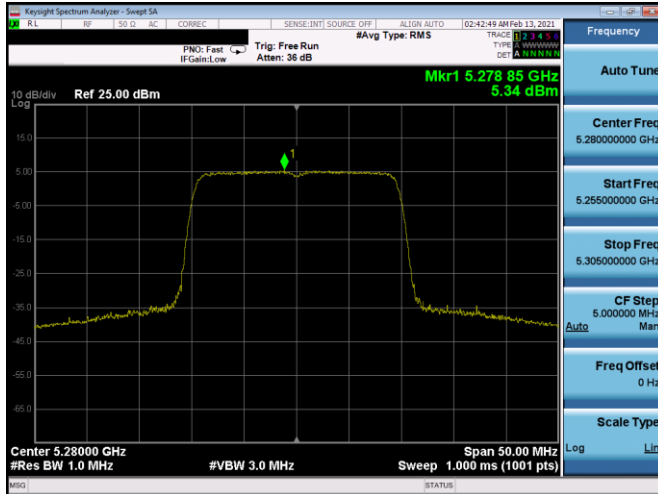 Keysight Spectrum Analyzer - Swept SA
RL RF 50 Ω AC CORREC SENSE:INT SOURCE OFF ALIGN AUTO 02:42:49 AM Feb 13, 2021
Frequency
#Avg Type: RMS
TRACE 1 2 3 4 5 6
PNO: Fast Trig: Free Run
TYPE A WWWWW
IFGain:Low Atten: 36 dB
DET A N N N N N
Auto Tune
Mkr1 5.278 85 GHz
5.34 dBm
10 dB/div Ref 25.00 dBm
Log
15.0
5.00
-5.00
-15.0
-25.0
-35.0
-45.0
-55.0
-65.0
1
Center Freq
5.280000000 GHz
Start Freq
5.255000000 GHz
Stop Freq
5.305000000 GHz
CF Step
5.000000 MHz
Auto Man
Freq Offset
0 Hz
Scale Type
Log Lin
Center 5.28000 GHz Span 50.00 MHz
#Res BW 1.0 MHz #VBW 3.0 MHz Sweep 1.000 ms (1001 pts)
MSG STATUS